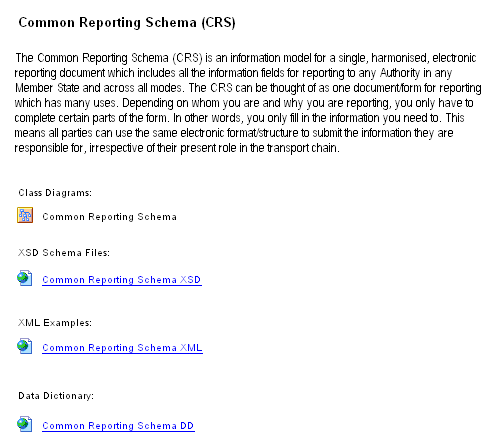 Common Reporting Schema (CRS)
The Common Reporting Schema (CRS) is an information model for a single, harmonised, electronic
reporting document which includes all the information fields for reporting to any Authority in any
Member State and across all modes. The CRS can be thought of as one document/form for reporting
which has many uses. Depending on whom you are and why you are reporting, you only have to
complete certain parts of the form. In other words, you only fill in the information you need to. This
means all parties can use the same electronic format/structure to submit the information they are
responsible for, irrespective of their present role in the transport chain.
Class Diagrams:
Common Reporting Schema
XSD Schema Files:
Common Reporting Schema XSD
XML Examples:
Common Reporting Schema XML
Data Dictionary:
Common Reporting Schema DD